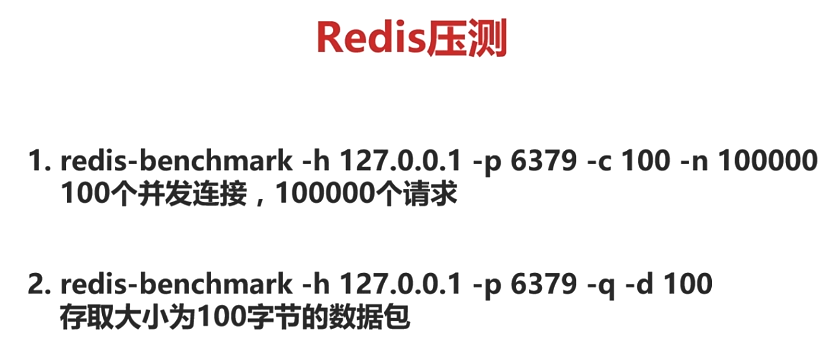 Redis压测
1. redis-benchmark -h 127.0.0.1 -p 6379 -c 100 -n 100000
100个并发连接，100000个请求
2. redis-benchmark -h 127.0.0.1 -p 6379 -q -d 100
存取大小为100字节的数据包